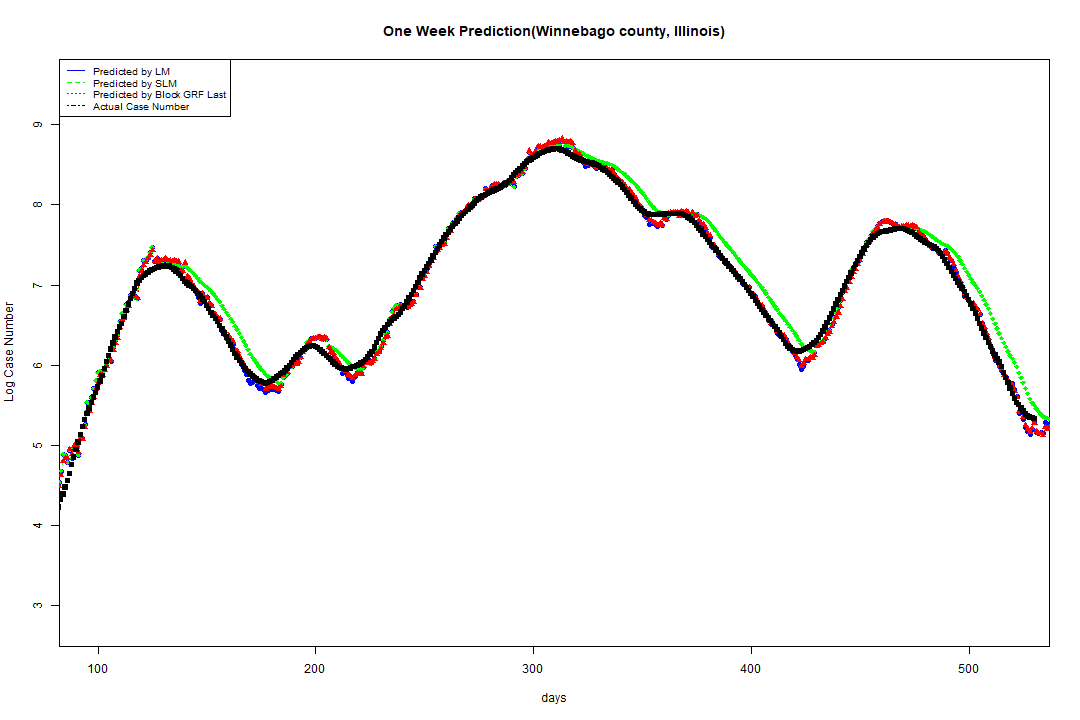 One Week Prediction(Winnebago county, Illinois)
Predicted by LM
Predicted by SLM
Predicted by Block GRF Last
Actual Case Number
9
8
7
6
5
4
3
Log Case Number
100 200 300 400 500
days